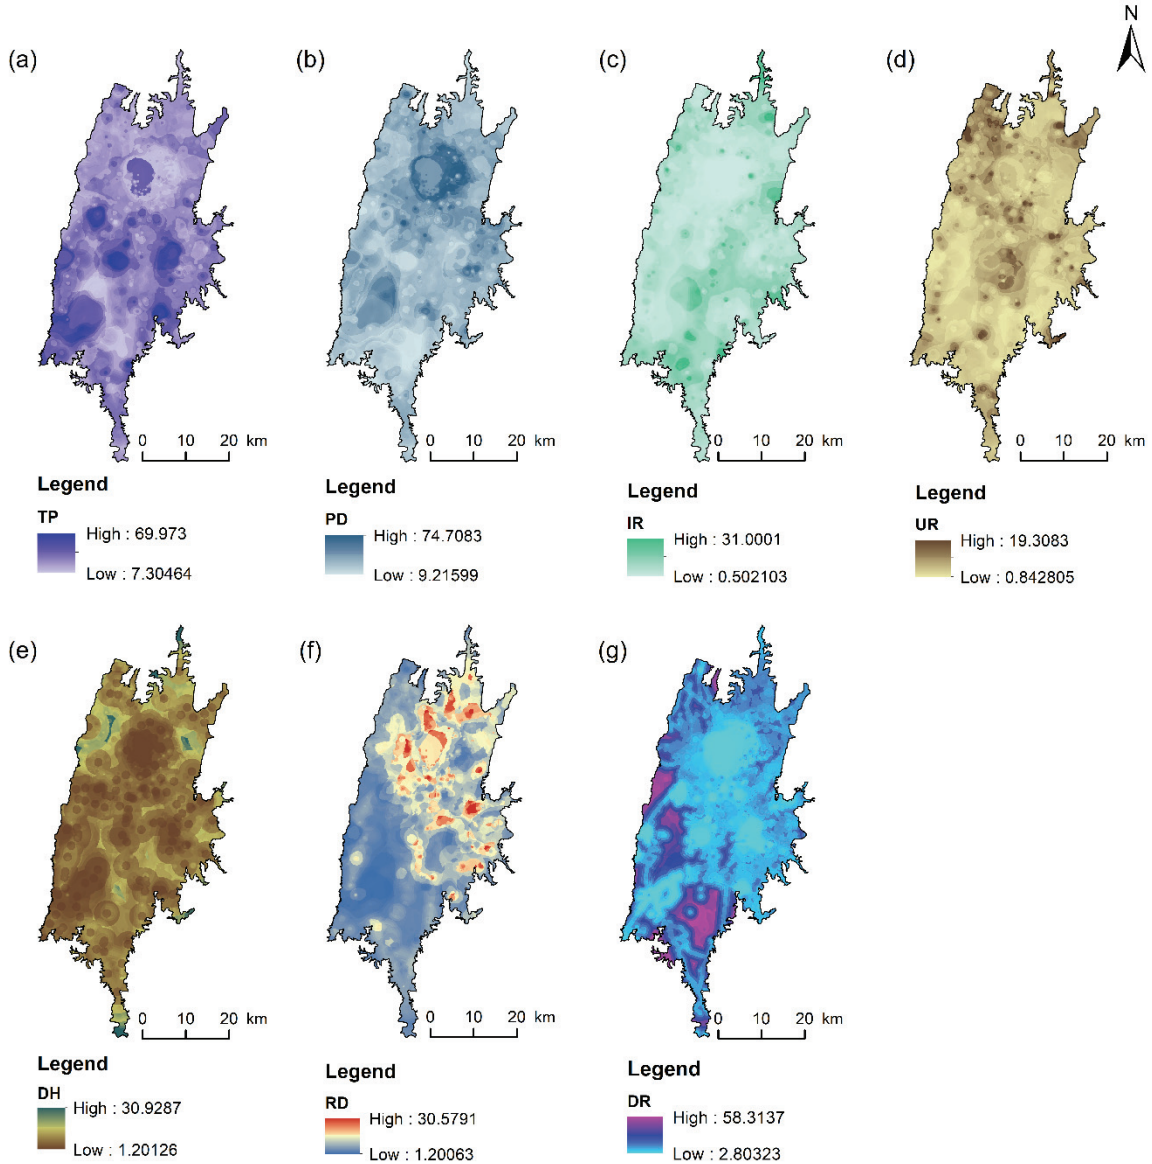 N
(a)
(b)
(c)
(d)
0 10 20 km
0 10 20 km
0 10 20 km
0 10 20 km
Legend
TP
High : 69.973
Low : 7.30464
Legend
PD
High : 74.7083
Low : 9.21599
Legend
IR
High : 31.0001
Low : 0.502103
Legend
UR
High : 19.3083
Low : 0.842805
(e)
(f)
(g)
0 10 20 km
0 10 20 km
0 10 20 km
Legend
DH
High : 30.9287
Low : 1.20126
Legend
RD
High : 30.5791
Low : 1.20063
Legend
DR
High : 58.3137
Low : 2.80323